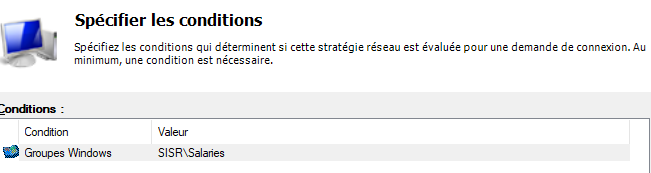 Spécifier les conditions
Spécifiez les conditions qui déterminent si cette stratégie réseau est évaluée pour une demande de connexion. Au
minimum, une condition est nécessaire.
Conditions :
Condition Valeur
Groupes Windows SISR\Salaries